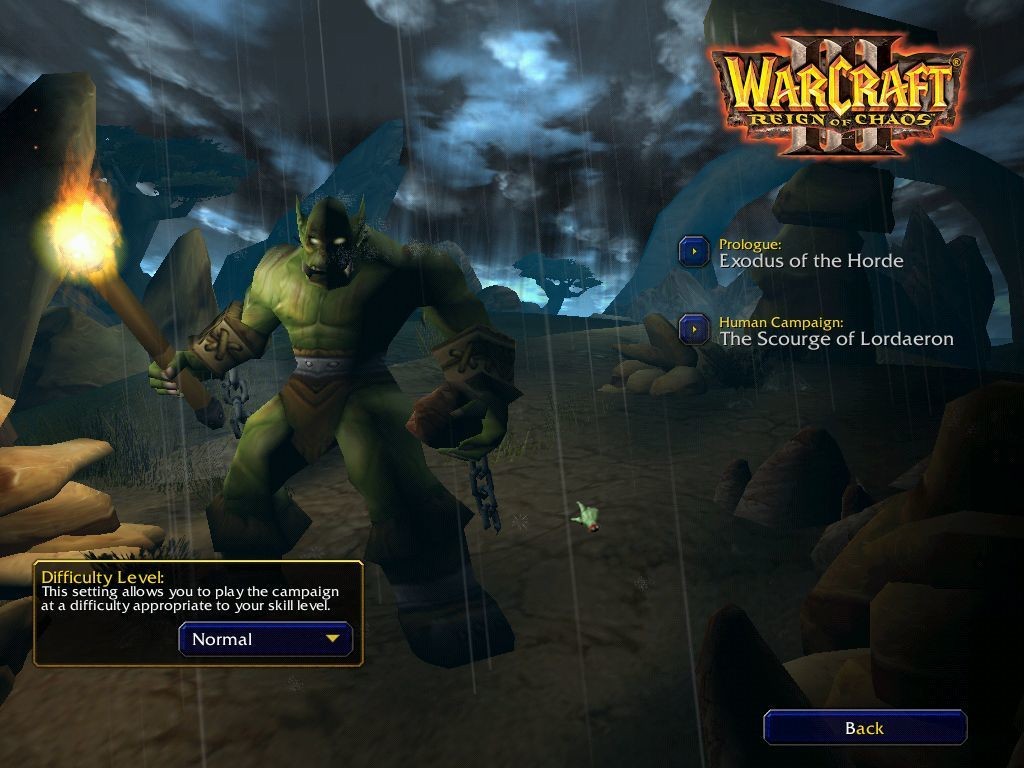 WARCRAFT®
III
REIGN OF CHAOS
Prologue:
Exodus of the Horde
Human Campaign:
The Scourge of Lordaeron
Difficulty Level:
This setting allows you to play the campaign
at a difficulty appropriate to your skill level.
Normal
Back